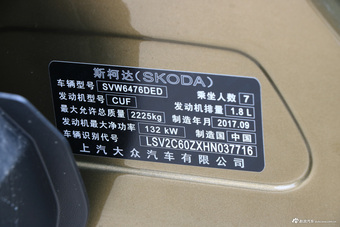 斯柯达(SKODA)
车辆型号 SVW6476DED 乘坐人数 7
发动机型号 CUF 发动机排量 1.8 L
最大允许总质量 2225kg 制造年月 2017.09
发动机最大净功率 132 kW 制造国 中国
车辆识别代号 LSV2C60ZXHN037716
上汽大众汽车有限公司